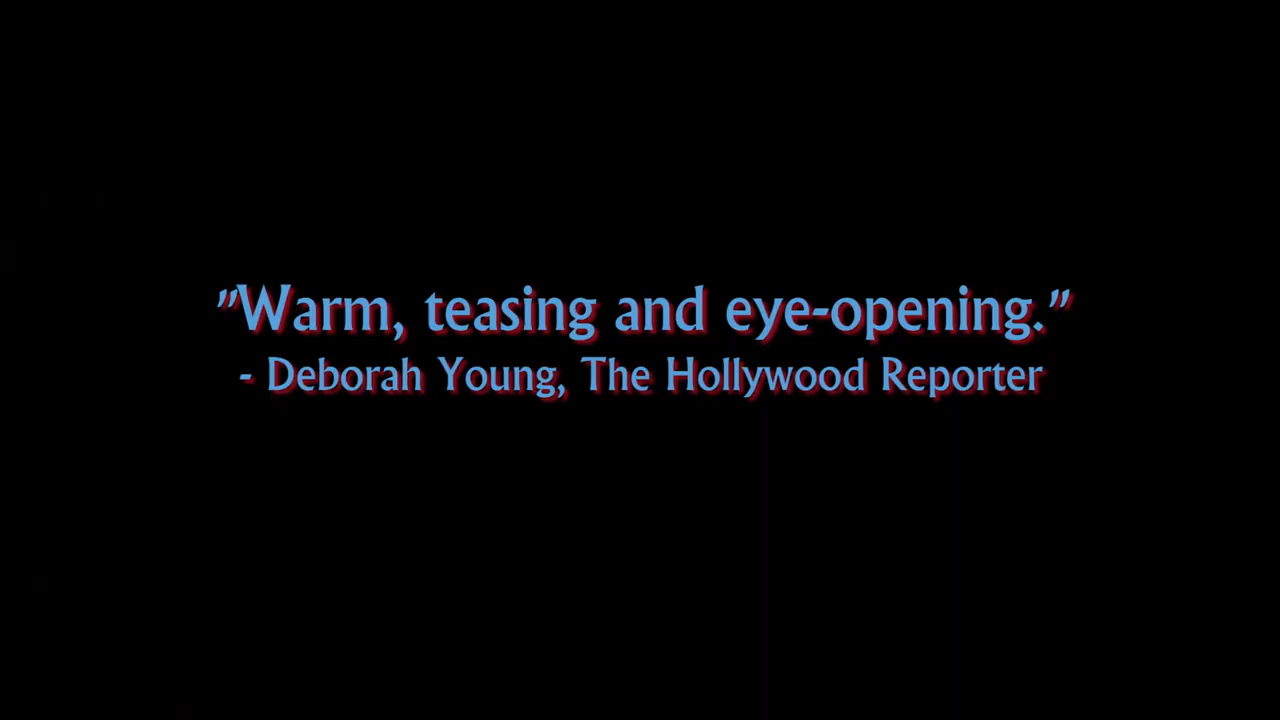 "Warm, teasing and eye-opening."
- Deborah Young, The Hollywood Reporter